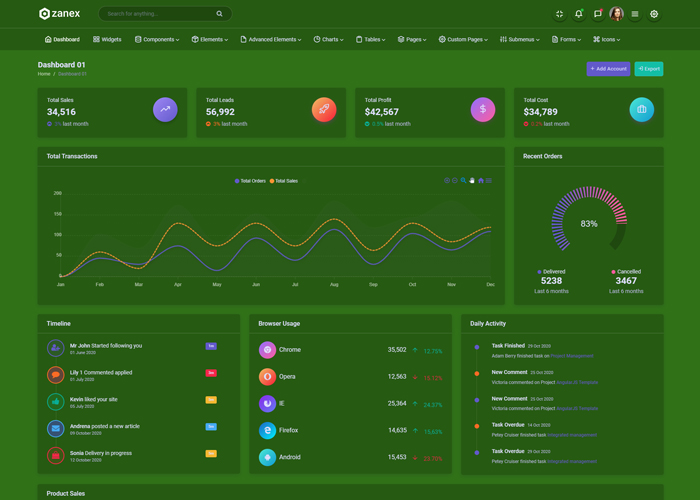 zanex
Search for anything...
Dashboard Widgets Components Elements Advanced Elements Charts Tables Pages Custom Pages Submenus Forms Icons
Dashboard 01
Home / Dashboard 01
+ Add Account Export
Total Sales
34,516
3% last month
Total Leads
56,992
3% last month
Total Profit
$42,567
last month
Total Cost
$34,789
last month
Total Transactions
Total Orders Total Sales
200
150
100
50
0
Jan Feb Mar Apr May Jun Jul Aug Sep Oct Nov Dec
Recent Orders
83%
Delivered Cancelled
5238 3467
Last 6 months Last 6 months
Timeline
Mr John Started following you
01 June 2020
Lily 1 Commented applied
01 July 2020
Kevin liked your site
05 July 2020
Andrena posted a new article
09 October 2020
Sonia Delivery in progress
12 October 2020
Browser Usage
Chrome 35,502 12.75%
Opera 12,563
IE 25,364 24.37%
Firefox 14,635 15.63%
Android 15,453 23.70%
Daily Activity
Task Finished 29 Oct 2020
Adam Berry finished task on Project Management
New Comment 25 Oct 2020
Victoria commented on Project AngularJS Template
New Comment 25 Oct 2020
Victoria commented on Project AngularJS Template
Task Overdue 14 Oct 2020
Petey Cruiser finished task Integrated management
Task Overdue 29 Oct 2020
Petey Cruiser finished task Integrated management
Product Sales